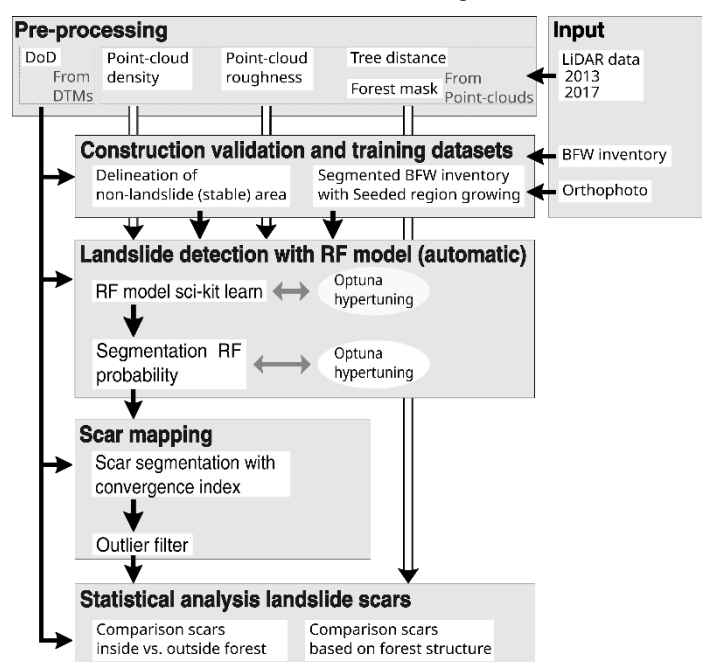 Pre-processing
DoD
From
DTMs
Point-cloud
density
Point-cloud
roughness
Tree distance
Forest mask
From
Point-clouds
Input
LiDAR data
2013
2017
BFW inventory
Orthophoto
Construction validation and training datasets
Delineation of
non-landslide (stable) area
Segmented BFW inventory
with Seeded region growing
Landslide detection with RF model (automatic)
RF model sci-kit learn
Optuna
hypertuning
Segmentation RF
probability
Optuna
hypertuning
Scar mapping
Scar segmentation with
convergence index
Outlier filter
Statistical analysis landslide scars
Comparison scars
inside vs. outside forest
Comparison scars
based on forest structure